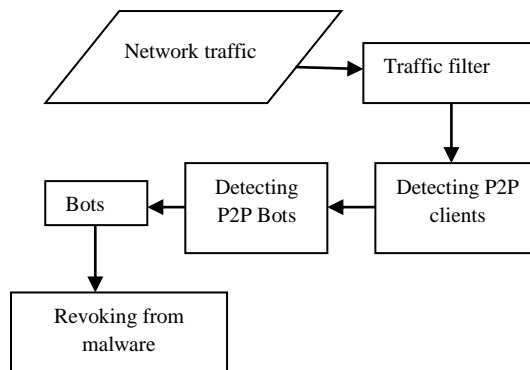 Network traffic
Traffic filter
Detecting P2P
clients
Detecting
P2P Bots
Bots
Revoking from
malware